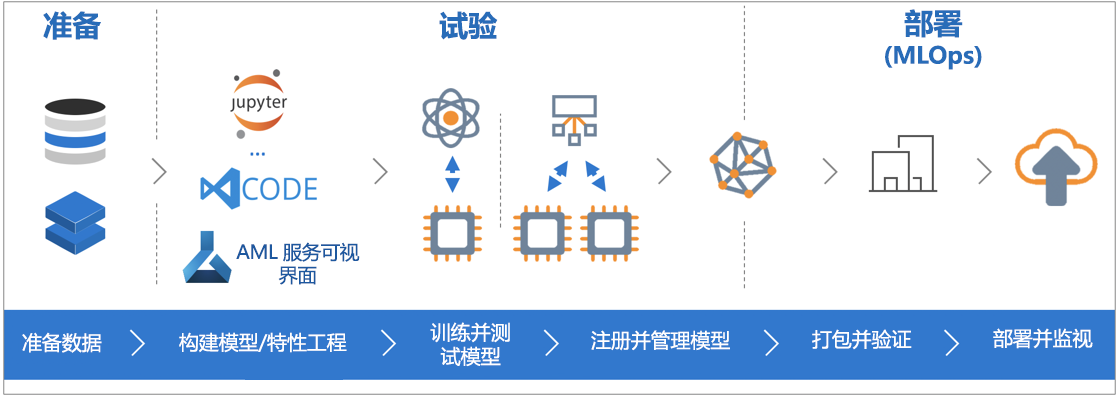 准备
试验
部署
(MLOps)
jupyter
...
CODE
AML 服务可视
界面
准备数据
构建模型/特性工程
训练并测
试模型
注册并管理模型
打包并验证
部署并监视